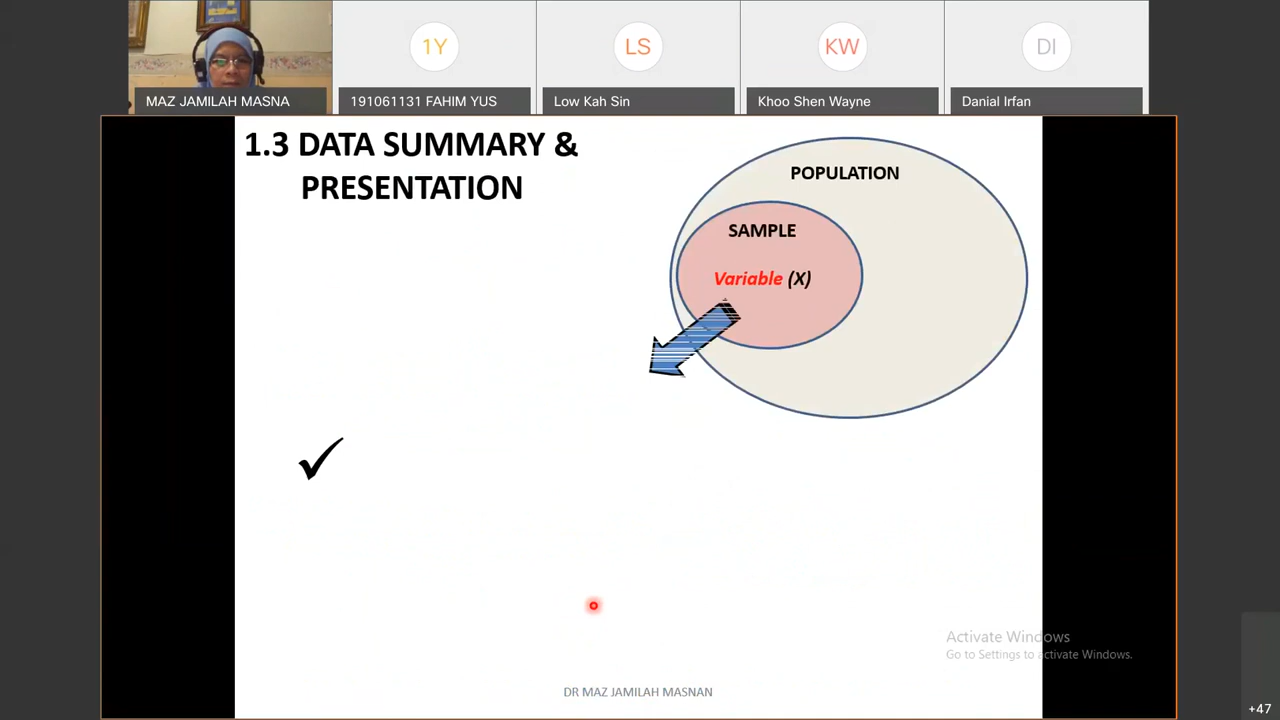 1Y
LS
KW
DI
MAZ JAMILAH MASNA
191061131 FAHIM YUS
Low Kah Sin
Khoo Shen Wayne
Danial Irfan
1.3 DATA SUMMARY &
PRESENTATION
POPULATION
SAMPLE
Variable (X)
Activate Windows
Go to Settings to activate Windows.
DR MAZ JAMILAH MASNAN
+47